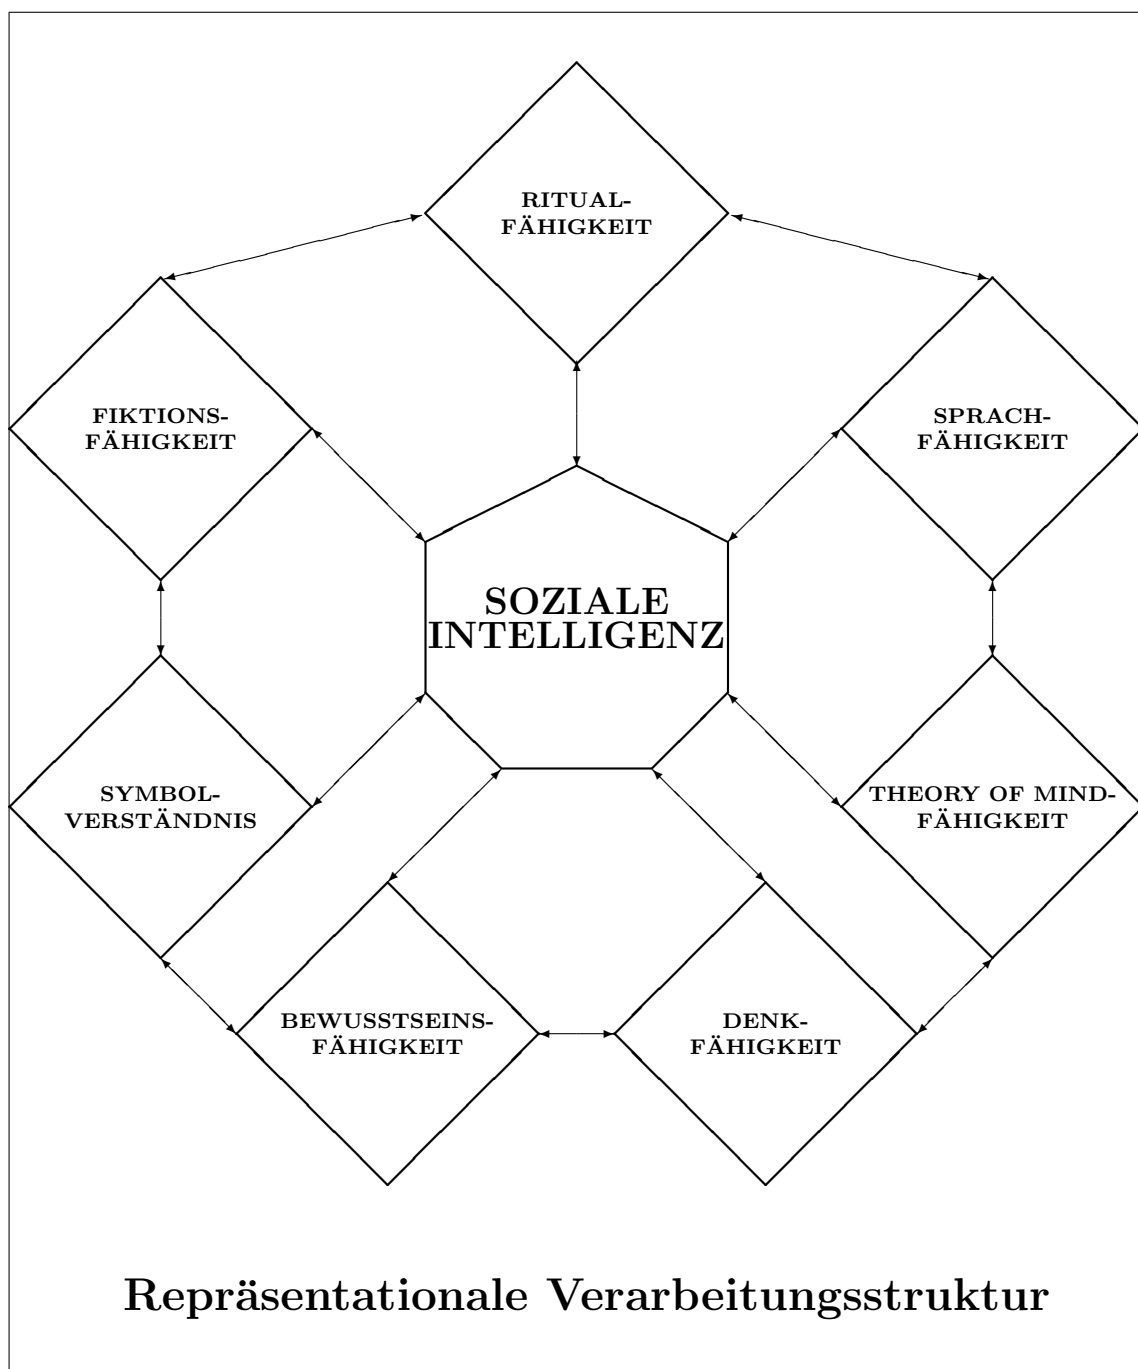 RITUAL-
FÄHIGKEIT
FIKTIONS-
FÄHIGKEIT
SPRACH-
FÄHIGKEIT
SOZIALE
INTELLIGENZ
SYMBOL-
VERSTÄNDNIS
THEORY OF MIND-
FÄHIGKEIT
BEWUSSTSEINS-
FÄHIGKEIT
DENK-
FÄHIGKEIT
Repräsentationale Verarbeitungsstruktur